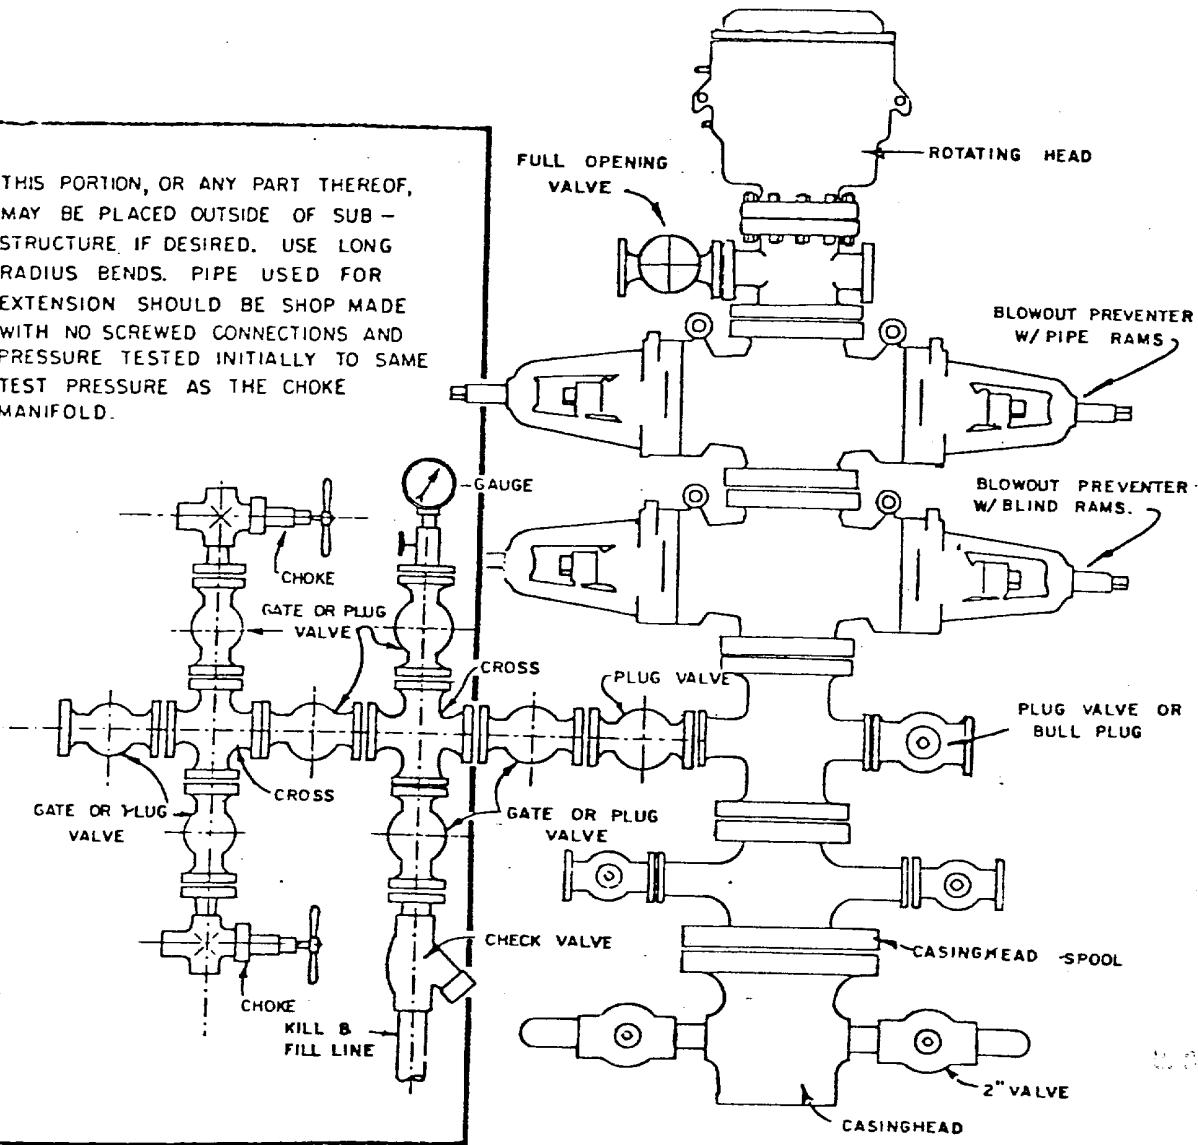 THIS PORTION, OR ANY PART THEREOF,
MAY BE PLACED OUTSIDE OF SUB -
STRUCTURE IF DESIRED. USE LONG
RADIUS BENDS. PIPE USED FOR
EXTENSION SHOULD BE SHOP MADE
WITH NO SCREWED CONNECTIONS AND
PRESSURE TESTED INITIALLY TO SAME
TEST PRESSURE AS THE CHOKE
MANIFOLD.
FULL OPENING
VALVE
ROTATING HEAD
BLOWOUT PREVENTER
W/ PIPE RAMS
BLOWOUT PREVENTER
W/ BLIND RAMS.
GAUGE
CHOKE
GATE OR PLUG
VALVE
CROSS
PLUG VALVE
PLUG VALVE OR
BULL PLUG
CROSS
GATE OR PLUG
VALVE
GATE OR PLUG
VALVE
CHECK VALVE
CASINGHEAD SPOOL
CHOKE
KILL &
FILL LINE
2" VALVE
CASINGHEAD